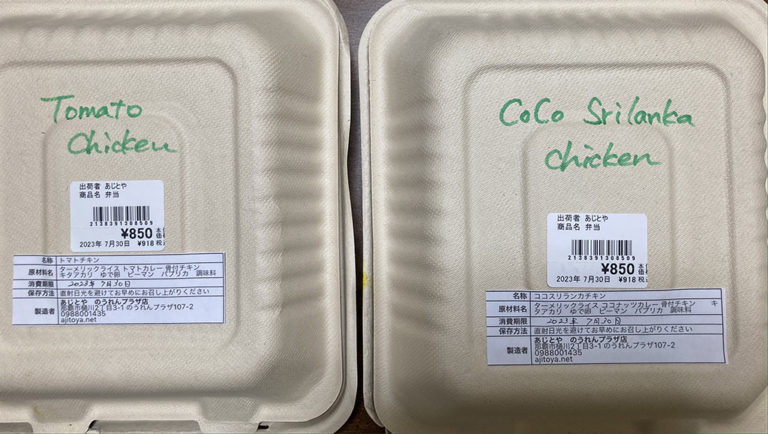 Tomato
Chicken
出荷者 あじとや
商品名 弁当
2138391308509
¥850
2023年 7月30日 ¥918
名称 トマトチキン
原材料名 ターメリックライス トマトカレー 骨付チキン
キタアカリ ゆで卵 ピーマン パプリカ 調味料
消費期限 2023年 7月30日
保存方法 直射日光を避けてお早めにお召し上がりください
製造者 あじとや のうれんプラザ店
那覇市樋川2丁目3-1 のうれんプラザ107-2
0988001435
ajitoya.net
CoCo Srilanka
chicken
出荷者 あじとや
商品名 弁当
2138391308509
¥850
2023年 7月30日 ¥918
名称 ココスリランカチキン
原材料名 ターメリックライス ココナッツカレー 骨付チキン キ
タアカリ ゆで卵 ピーマン パプリカ 調味料
消費期限 2023年 7月30日
保存方法 直射日光を避けてお早めにお召し上がりください
製造者 あじとや のうれんプラザ店
那覇市樋川2丁目3-1 のうれんプラザ107-2
0988001435
ajitoya.net